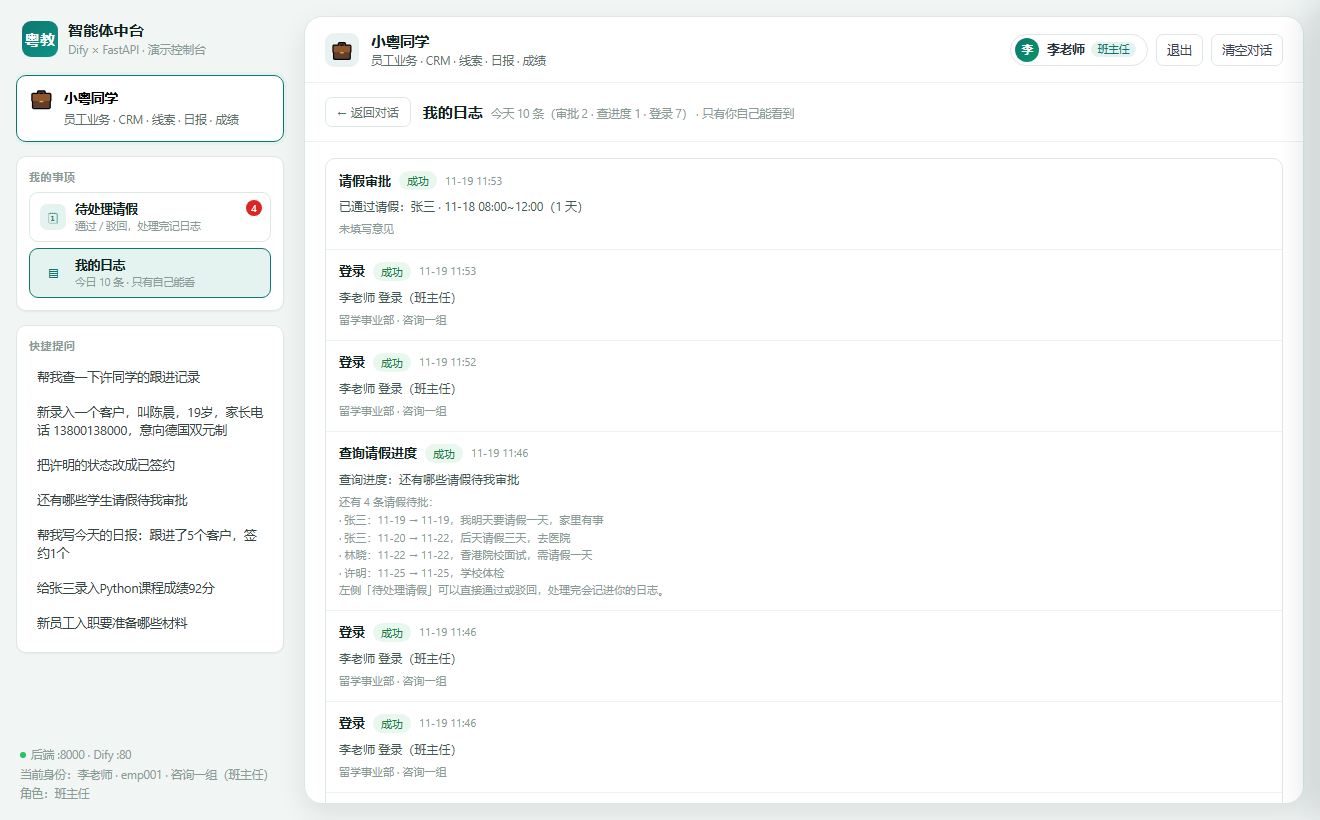 粤教
智能体中台
Dify × FastAPI · 演示控制台
小粤同学
员工业务 · CRM · 线索 · 日报 · 成绩
我的事项
待处理请假
4
通过 / 驳回，处理完记日志
我的日志
今日 10 条 · 只有自己能看
快捷提问
帮我查一下许同学的跟进记录
新录入一个客户，叫陈晨，19岁，家长电
话 13800138000，意向德国双元制
把许明的状态改成已签约
还有哪些学生请假待我审批
帮我写今天的日报：跟进了5个客户，签
约1个
给张三录入Python课程成绩92分
新员工入职要准备哪些材料
后端 :8000 · Dify :80
当前身份：李老师 · emp001 · 咨询一组（班主任）
角色：班主任
小粤同学
员工业务 · CRM · 线索 · 日报 · 成绩
李 李老师 班主任
退出
清空对话
← 返回对话
我的日志 今天 10 条（审批 2 · 查进度 1 · 登录 7） · 只有你自己能看到
请假审批 成功 11-19 11:53
已通过请假：张三 · 11-18 08:00~12:00（1 天）
未填写意见
登录 成功 11-19 11:53
李老师 登录（班主任）
留学事业部 · 咨询一组
登录 成功 11-19 11:52
李老师 登录（班主任）
留学事业部 · 咨询一组
查询请假进度 成功 11-19 11:46
查询进度：还有哪些请假待我审批
还有 4 条请假待批：
· 张三：11-19 → 11-19，我明天要请假一天，家里有事
· 张三：11-20 → 11-22，后天请假三天，去医院
· 林晓：11-22 → 11-22，香港院校面试，需请假一天
· 许明：11-25 → 11-25，学校体检
左侧「待处理请假」可以直接通过或驳回，处理完会记进你的日志。
登录 成功 11-19 11:46
李老师 登录（班主任）
留学事业部 · 咨询一组
登录 成功 11-19 11:46
李老师 登录（班主任）
留学事业部 · 咨询一组